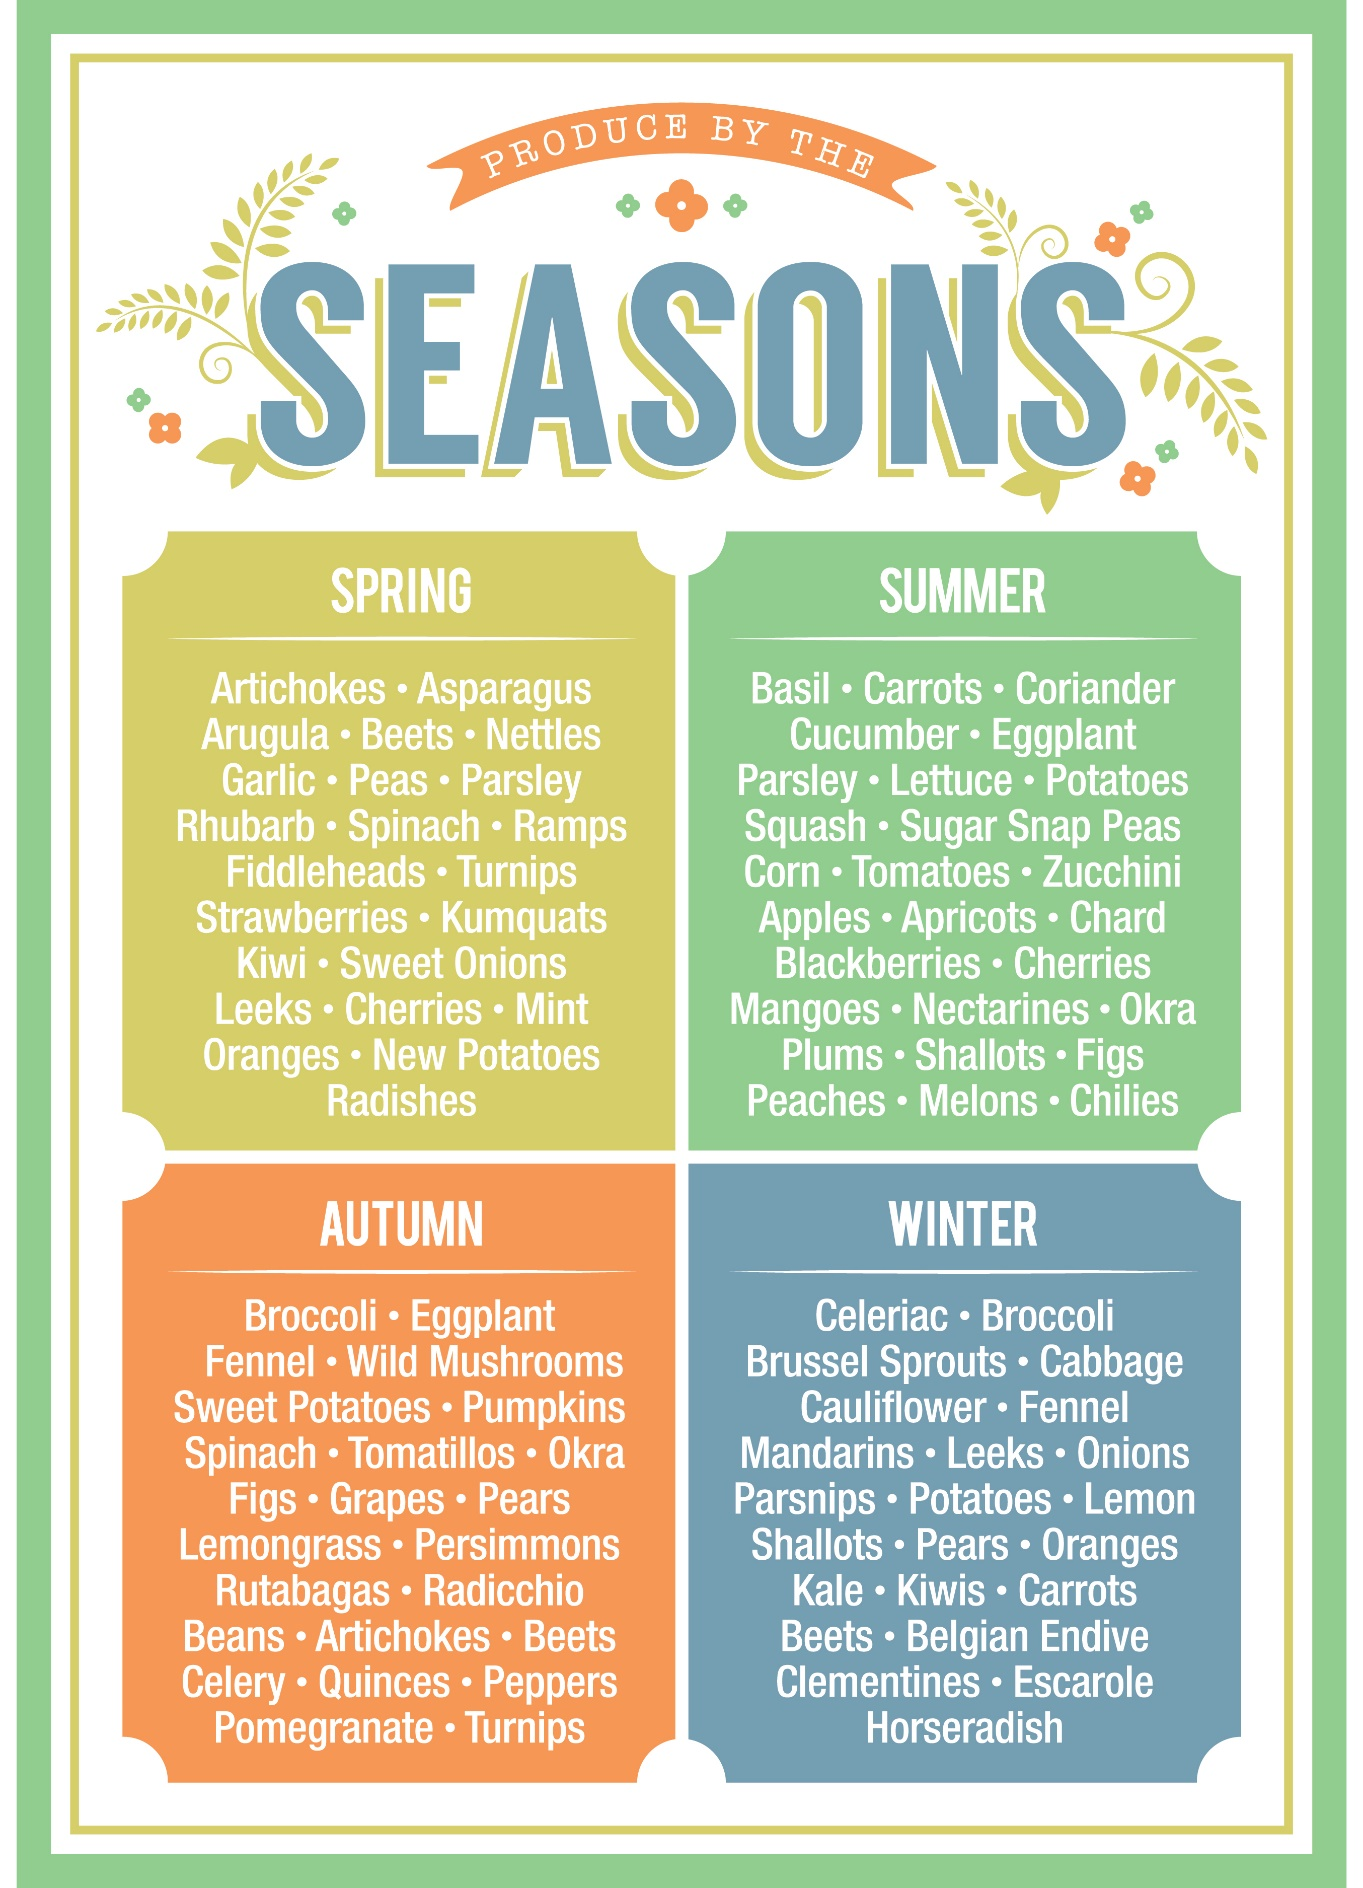 PRODUCE BY THE
SEASONS
SPRING
Artichokes • Asparagus
Arugula • Beets • Nettles
Garlic • Peas • Parsley
Rhubarb • Spinach • Ramps
Fiddleheads • Turnips
Strawberries • Kumquats
Kiwi • Sweet Onions
Leeks • Cherries • Mint
Oranges • New Potatoes
Radishes
SUMMER
Basil • Carrots • Coriander
Cucumber • Eggplant
Parsley • Lettuce • Potatoes
Squash • Sugar Snap Peas
Corn • Tomatoes • Zucchini
Apples • Apricots • Chard
Blackberries • Cherries
Mangoes • Nectarines • Okra
Plums • Shallots • Figs
Peaches • Melons • Chilies
AUTUMN
Broccoli • Eggplant
Fennel • Wild Mushrooms
Sweet Potatoes • Pumpkins
Spinach • Tomatillos • Okra
Figs • Grapes • Pears
Lemongrass • Persimmons
Rutabagas • Radicchio
Beans • Artichokes • Beets
Celery • Quinces • Peppers
Pomegranate • Turnips
WINTER
Celeriac • Broccoli
Brussel Sprouts • Cabbage
Cauliflower • Fennel
Mandarins • Leeks • Onions
Parsnips • Potatoes • Lemon
Shallots • Pears • Oranges
Kale • Kiwis • Carrots
Beets • Belgian Endive
Clementines • Escarole
Horseradish